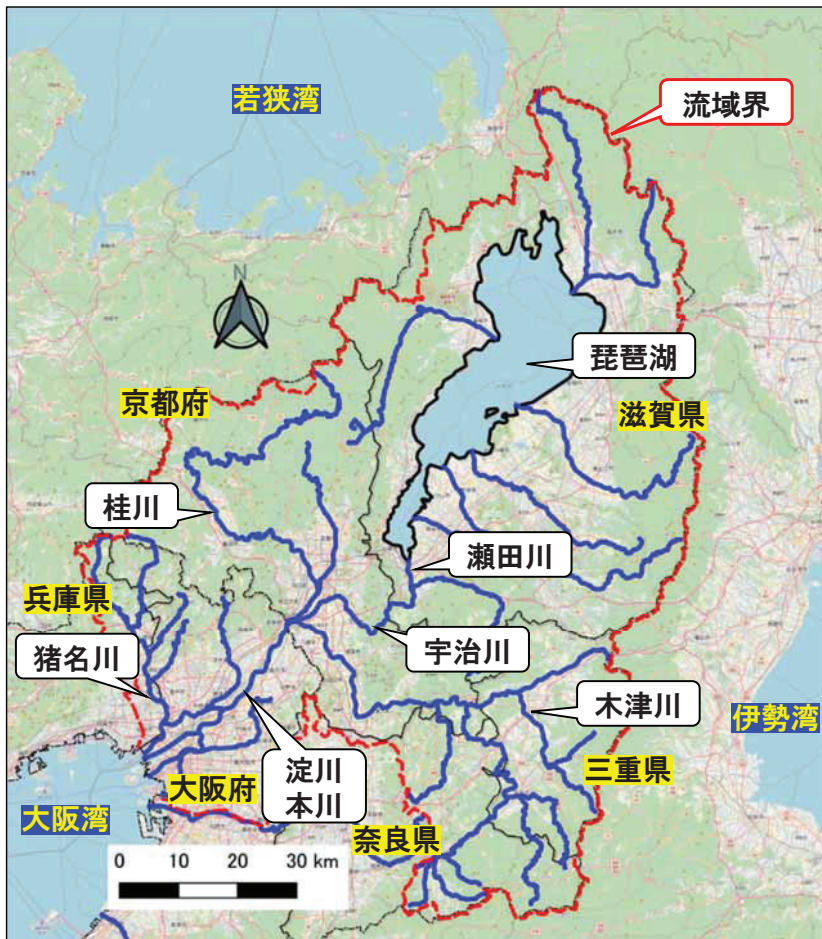 若狭湾
流域界
N
琵琶湖
京都府
滋賀県
桂川
瀬田川
兵庫県
猪名川
宇治川
木津川
伊勢湾
淀川
本川
三重県
大阪府
大阪湾
奈良県
0 10 20 30 km